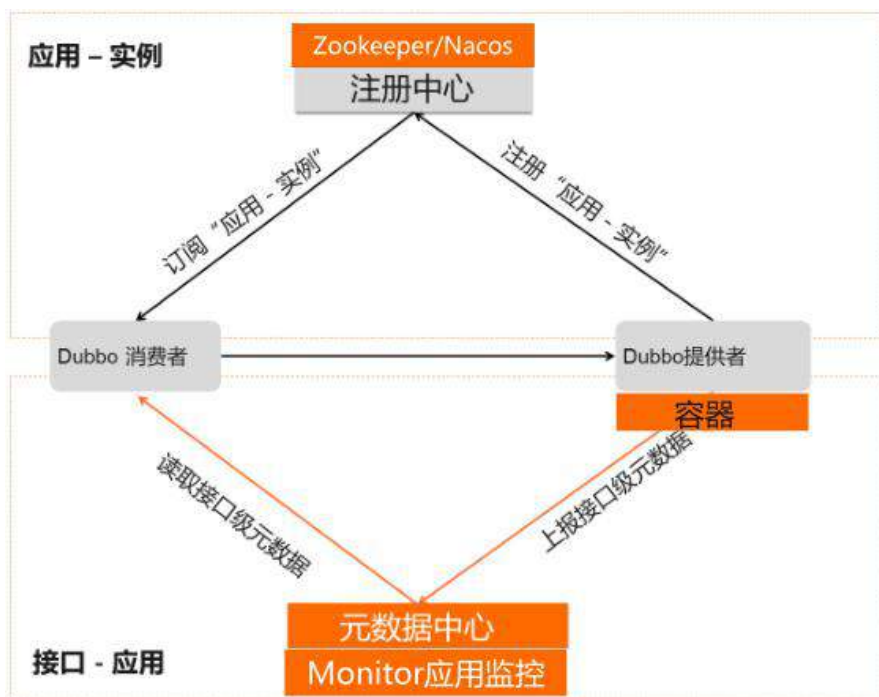 Zookeeper/Nacos
应用 – 实例
注册中心
订阅“应用 - 实例”
注册“应用 - 实例”
Dubbo 消费者
Dubbo提供者
容器
读取接口级元数据
上报接口级元数据
元数据中心
接口 - 应用
Monitor应用监控